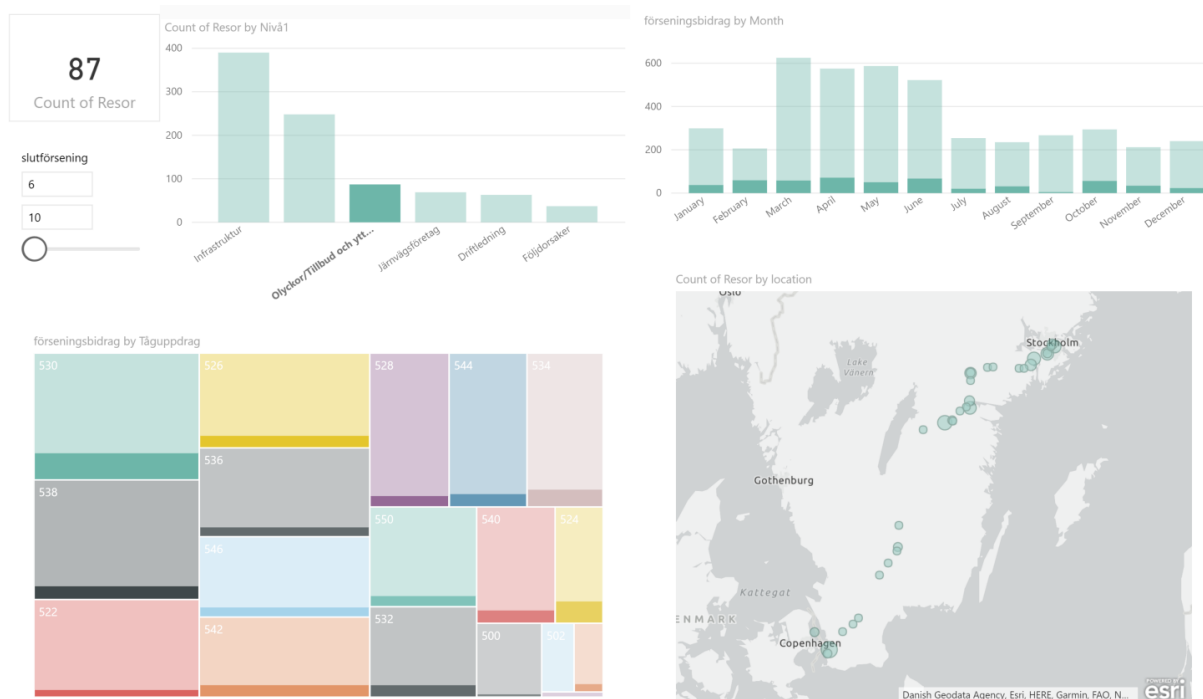 87
Count of Resor
slutförsening
6
10
Count of Resor by Nivå1
400
300
200
100
0
Infrastruktur
Olyckor/Tillbud och ytt...
Järnvägsföretag
Driftledning
Följdorsaker
förseningsbidrag by Month
600
400
200
0
January
February
March
April
May
June
July
August
September
October
November
December
förseningsbidrag by Tåguppdrag
530
526
528
544
534
538
536
550
540
524
546
522
542
532
500
502
Count of Resor by location
Oslo
Stockholm
Lake
Vänern
Gothenburg
Kattegat
ENMARK
Copenhagen
Danish Geodata Agency, Esri, HERE, Garmin, FAO, N...
POWERED BY
esri